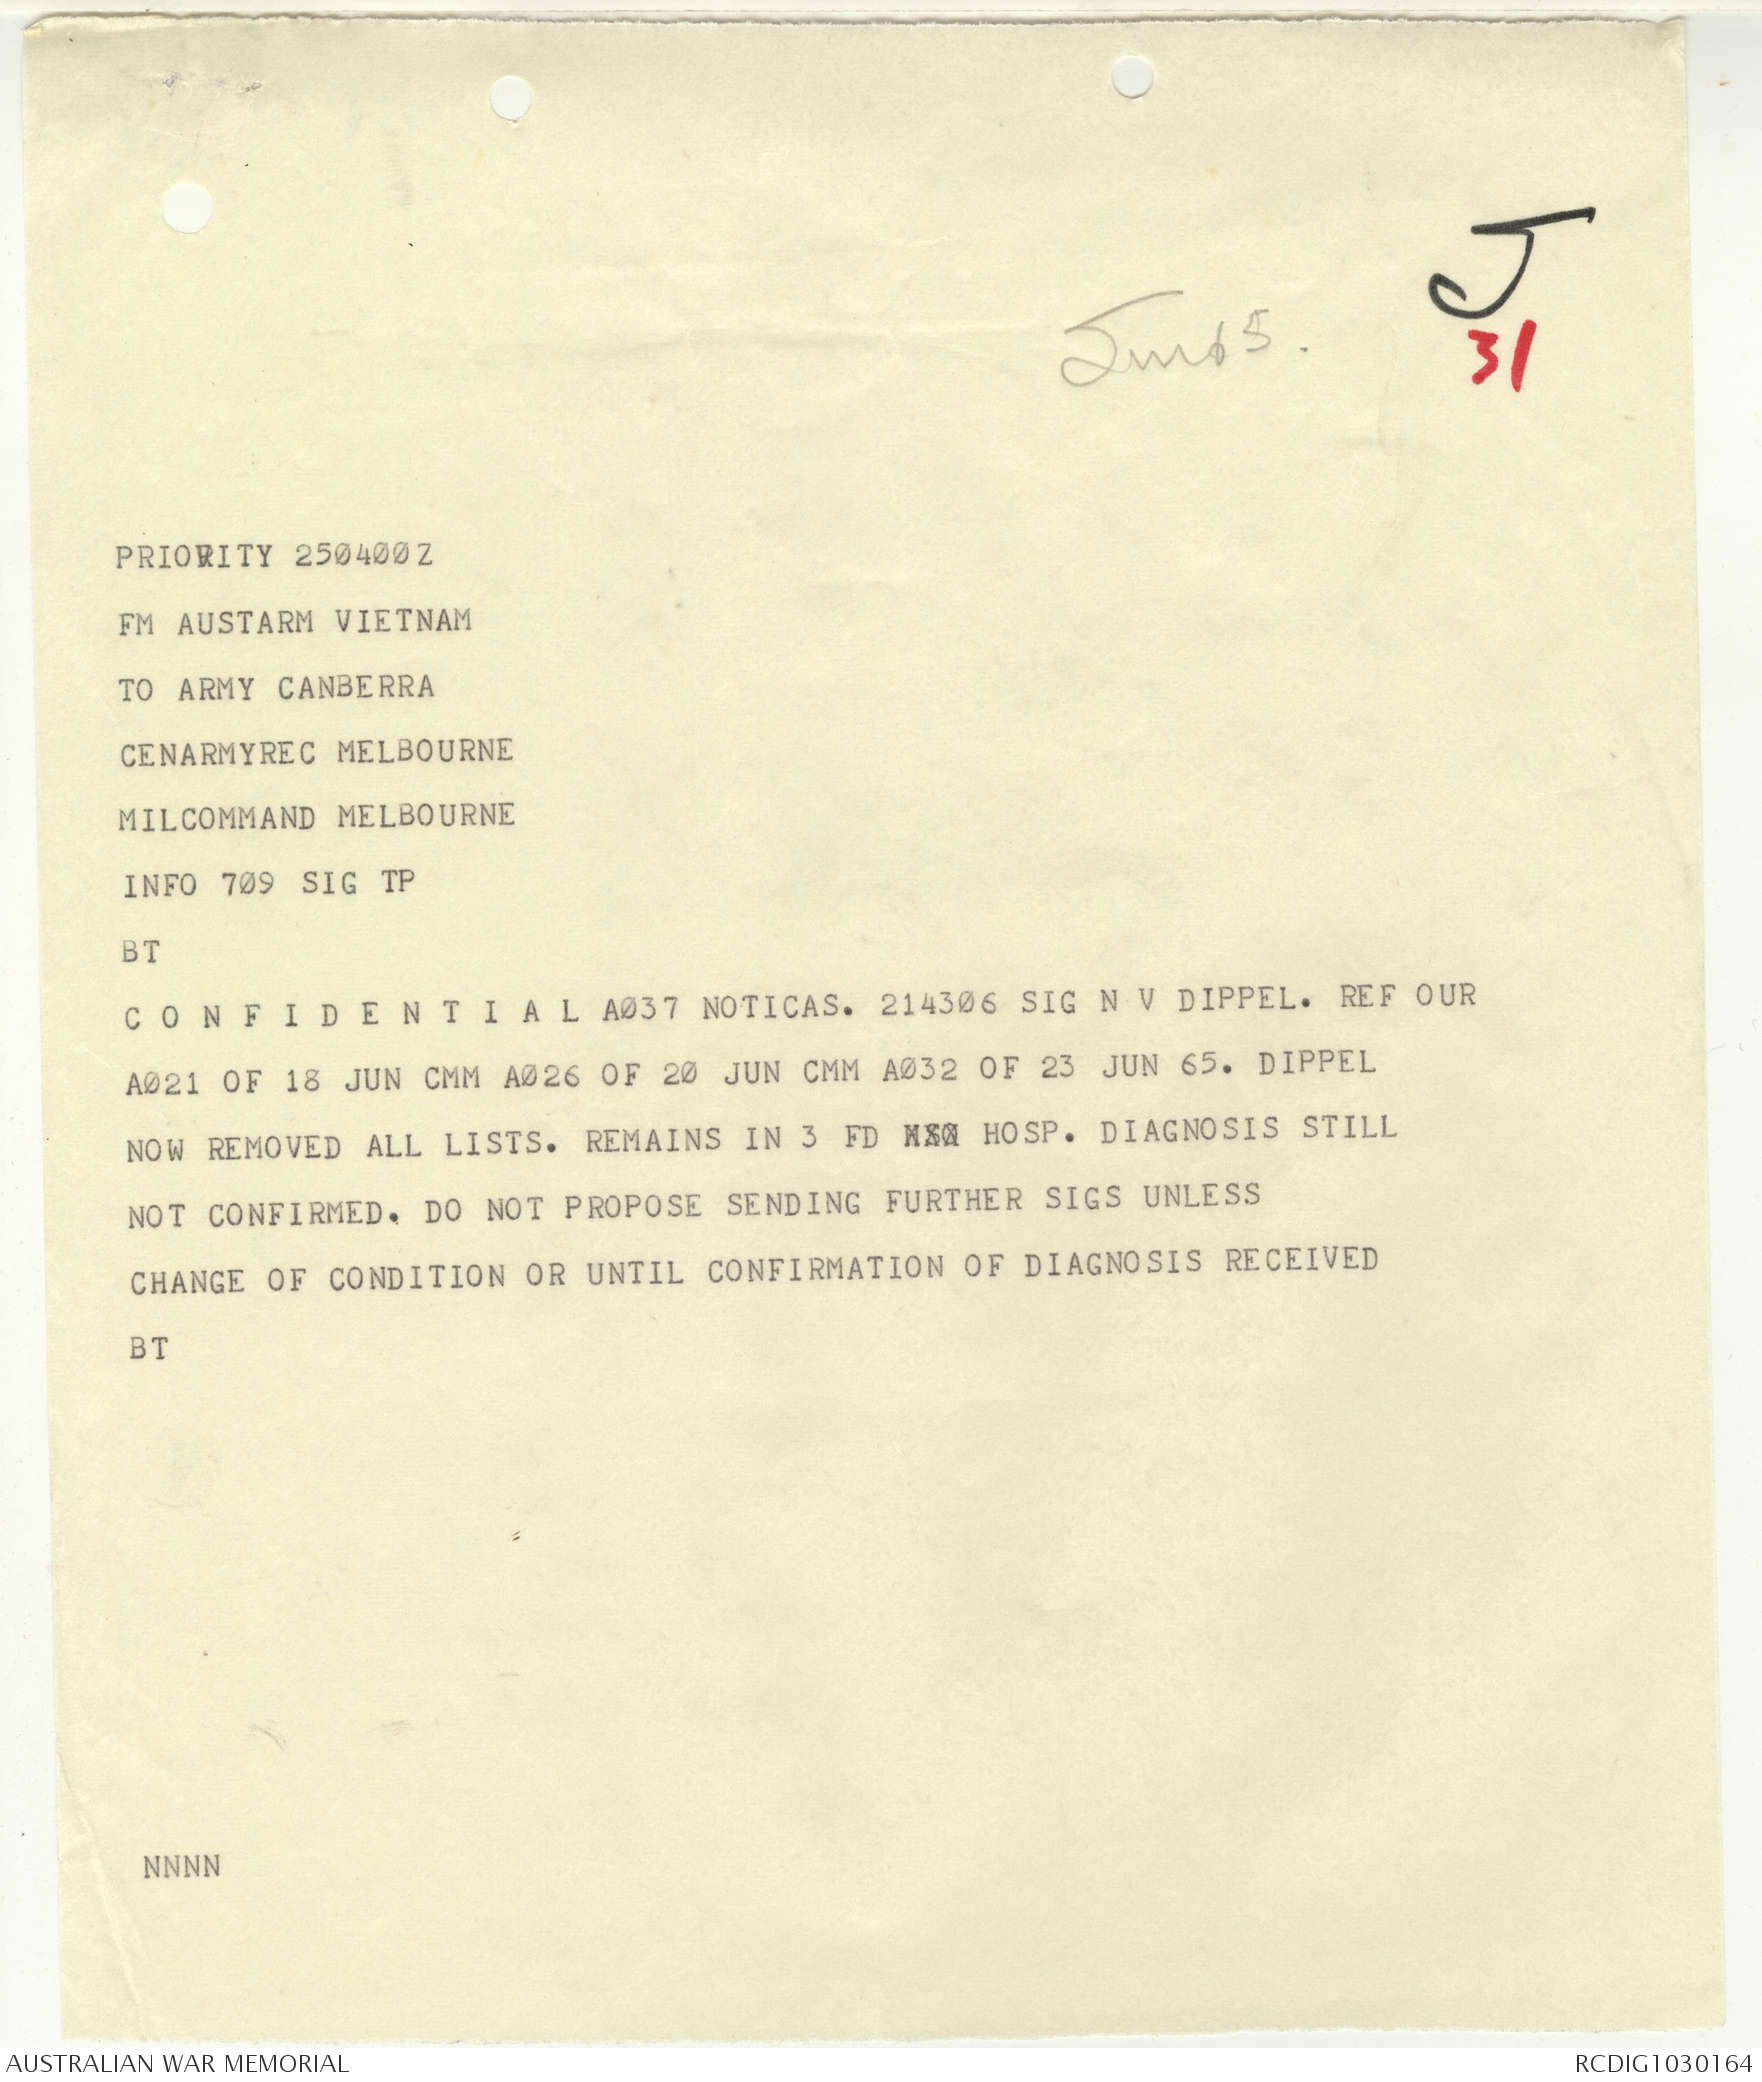 J
31
Jun 65.
PRIORITY 250400Z
FM AUSTARM VIETNAM
TO ARMY CANBERRA
CENARMYREC MELBOURNE
MILCOMMAND MELBOURNE
INFO 709 SIG TP
BT
C O N F I D E N T I A L A037 NOTICAS. 214306 SIG N V DIPPEL. REF OUR
A021 OF 18 JUN CMM A026 OF 20 JUN CMM A032 OF 23 JUN 65. DIPPEL
NOW REMOVED ALL LISTS. REMAINS IN 3 FD HOSP. DIAGNOSIS STILL
NOT CONFIRMED. DO NOT PROPOSE SENDING FURTHER SIGS UNLESS
CHANGE OF CONDITION OR UNTIL CONFIRMATION OF DIAGNOSIS RECEIVED
BT
NNNN
AUSTRALIAN WAR MEMORIAL
RCDIG1030164